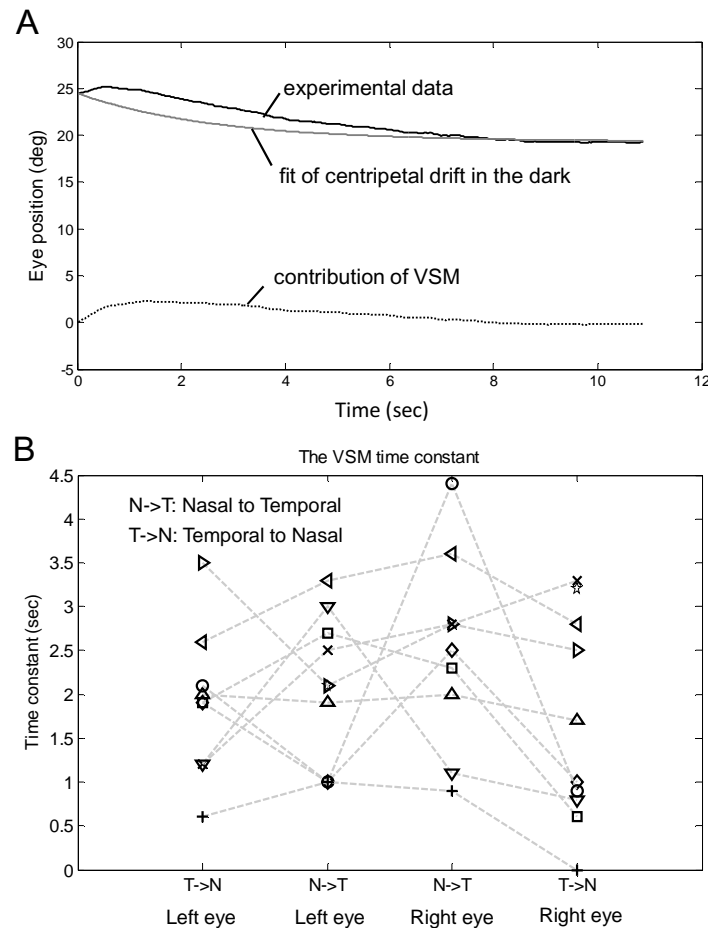 A
30
25
20
15
10
5
0
-5
Eye position (deg)
experimental data
fit of centripetal drift in the dark
contribution of VSM
0 2 4 6 8 10 12
Time (sec)
B
The VSM time constant
4.5
4
3.5
3
2.5
2
1.5
1
0.5
0
Time constant (sec)
N->T: Nasal to Temporal
T->N: Temporal to Nasal
T->N N->T N->T T->N
Left eye Left eye Right eye Right eye